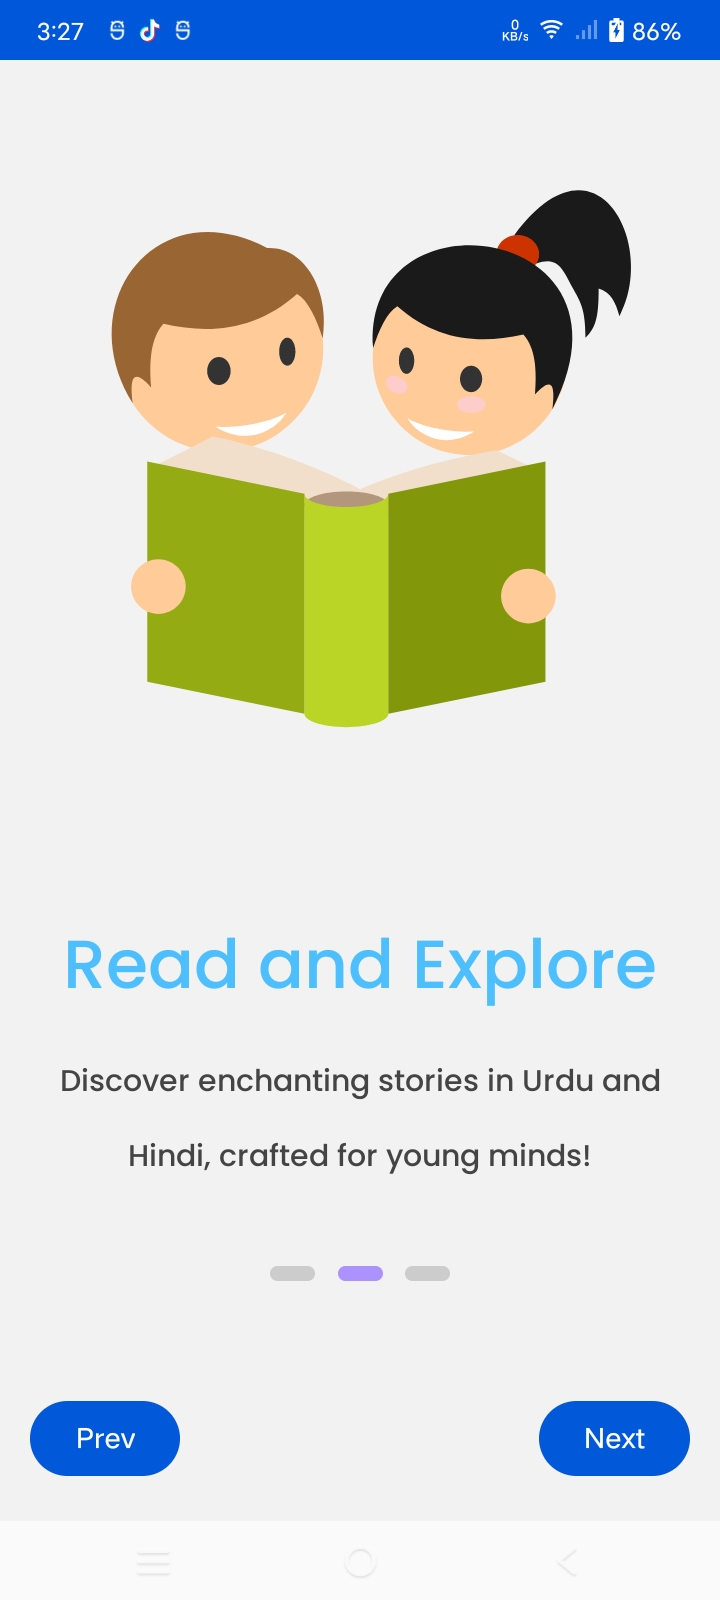 3:27
0
KB/s
86%
Read and Explore
Discover enchanting stories in Urdu and
Hindi, crafted for young minds!
Prev
Next